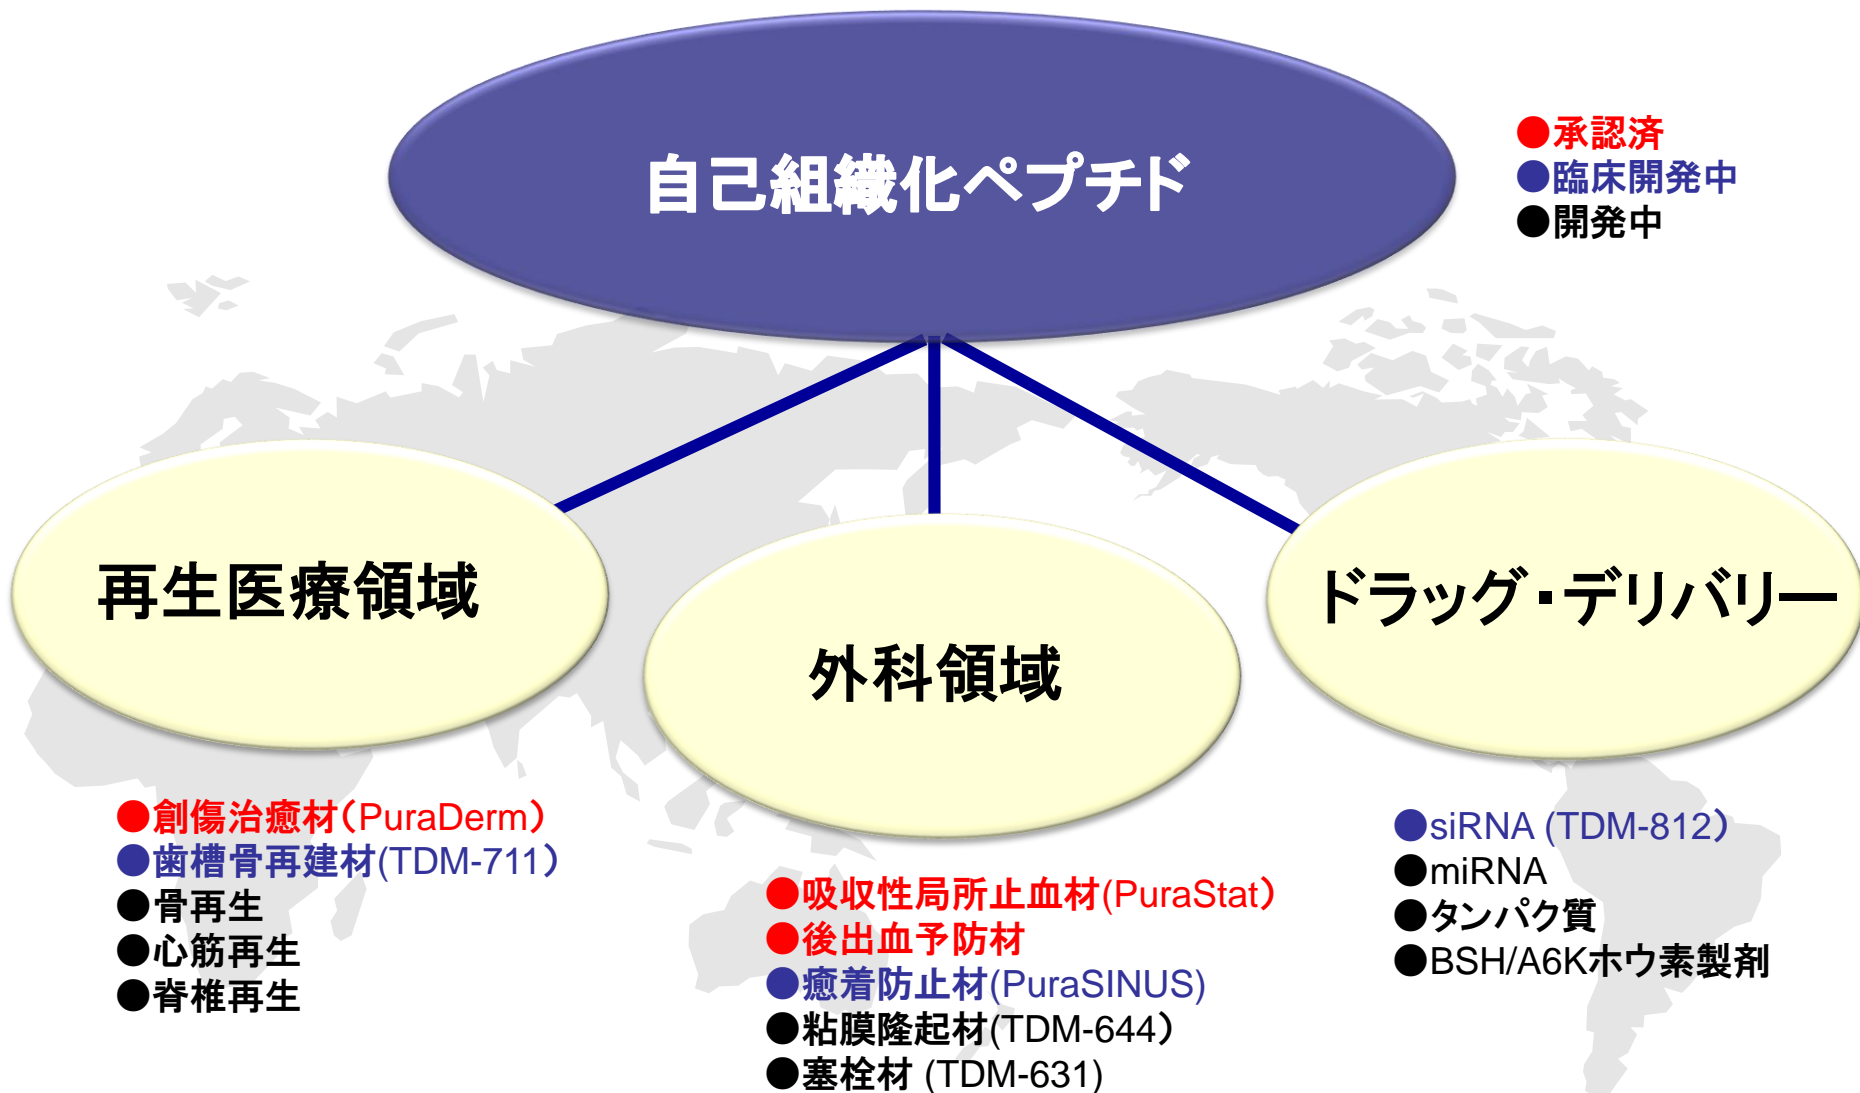 自己組織化ペプチド
●承認済
●臨床開発中
●開発中
再生医療領域
外科領域
ドラッグ・デリバリー
●創傷治癒材（PuraDerm）
●歯槽骨再建材(TDM-711）
●骨再生
●心筋再生
●脊椎再生
●吸収性局所止血材(PuraStat）
●後出血予防材
●癒着防止材(PuraSINUS)
●粘膜隆起材(TDM-644）
●塞栓材 (TDM-631)
●siRNA (TDM-812）
●miRNA
●タンパク質
●BSH/A6Kホウ素製剤